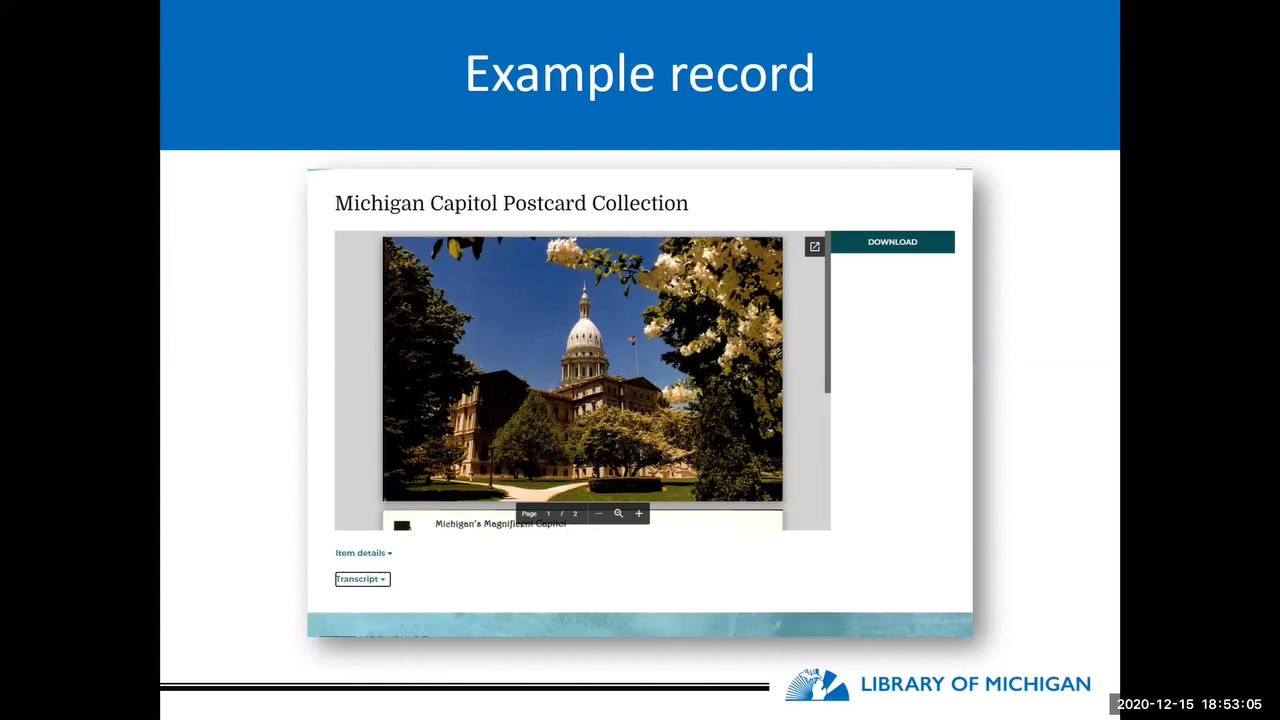 Example record
Michigan Capitol Postcard Collection
DOWNLOAD
Page 1 / 2
Michigan's Magnificent Capitol
Item details
Transcript
LIBRARY OF MICHIGAN
2020-12-15 18:53:05